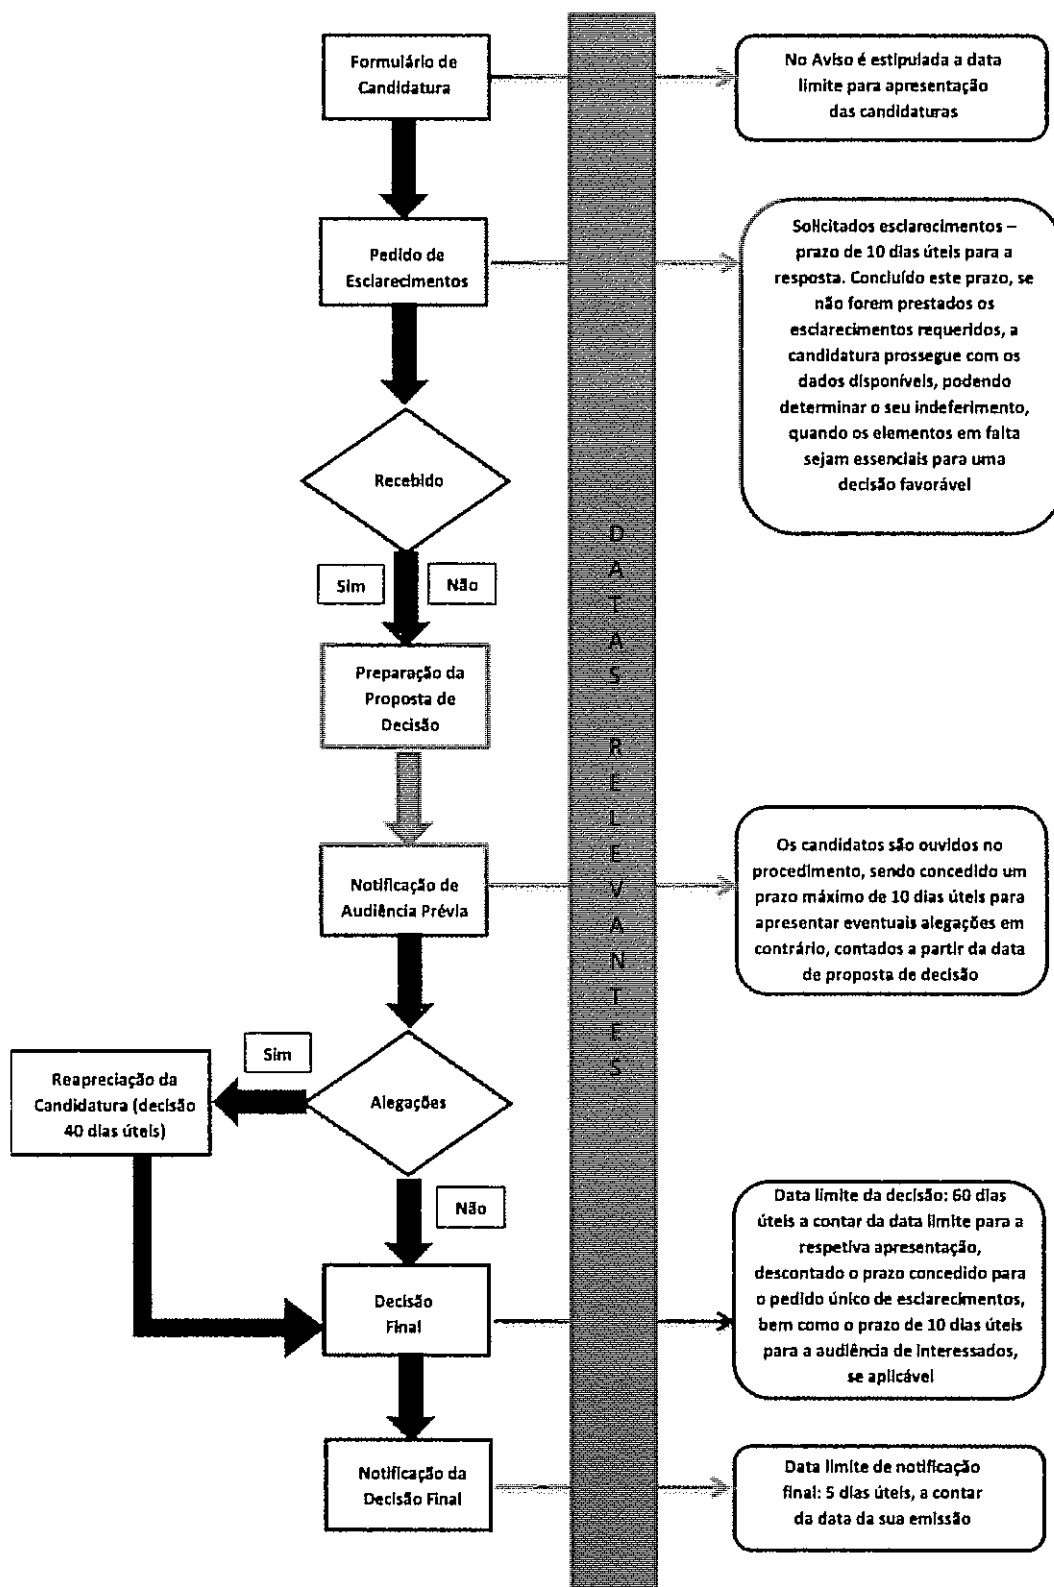 Formulário de
Candidatura
No Aviso é estipulada a data
limite para apresentação
das candidaturas
Pedido de
Esclarecimentos
Solicitados esclarecimentos –
prazo de 10 dias úteis para a
resposta. Concluído este prazo, se
não forem prestados os
esclarecimentos requeridos, a
candidatura prossegue com os
dados disponíveis, podendo
determinar o seu indeferimento,
quando os elementos em falta
sejam essenciais para uma
decisão favorável
Recebido
Sim
Não
Preparação da
Proposta de
Decisão
DATAS RELEVANTES
Notificação de
Audiência Prévia
Os candidatos são ouvidos no
procedimento, sendo concedido um
prazo máximo de 10 dias úteis para
apresentar eventuais alegações em
contrário, contados a partir da data
de proposta de decisão
Sim
Reapreciação da
Candidatura (decisão
40 dias úteis)
Alegações
Não
Decisão
Final
Data limite da decisão: 60 dias
úteis a contar da data limite para a
respetiva apresentação,
descontado o prazo concedido para
o pedido único de esclarecimentos,
bem como o prazo de 10 dias úteis
para a audiência de interessados,
se aplicável
Notificação da
Decisão Final
Data limite de notificação
final: 5 dias úteis, a contar
da data da sua emissão